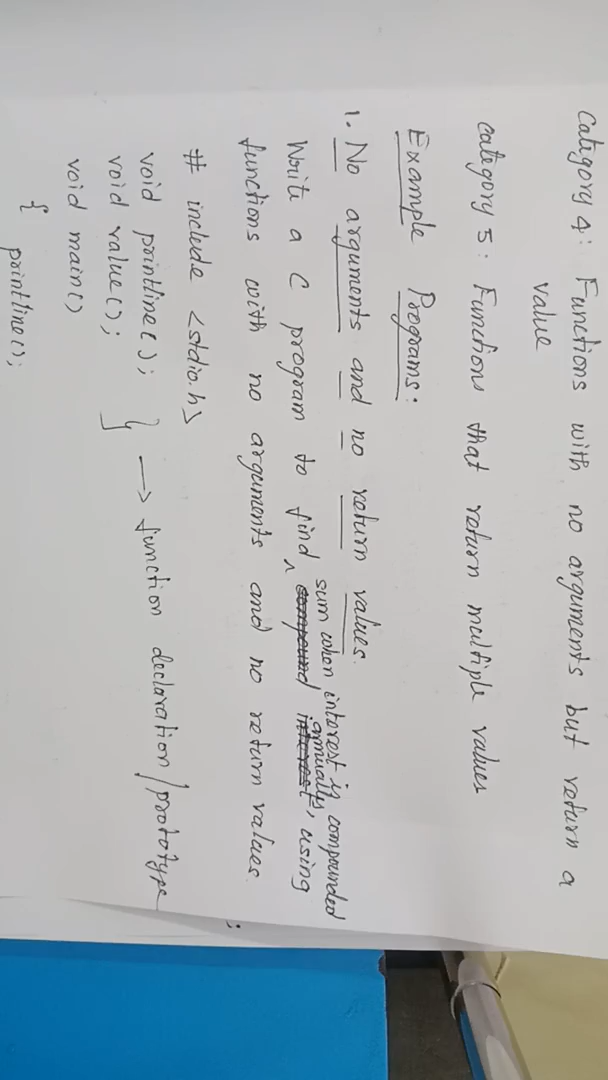 Category 4: Functions with no arguments but return a
value
Category 5: Functions that return multiple values
Example Programs:
1. No arguments and no return values.
sum when interest is compounded
annually
Write a C program to find ^ compound interest, using
functions with no arguments and no return values.
# include <stdio.h>
void printline(); } → function declaration/prototype
void value();
void main()
{
printline();
;